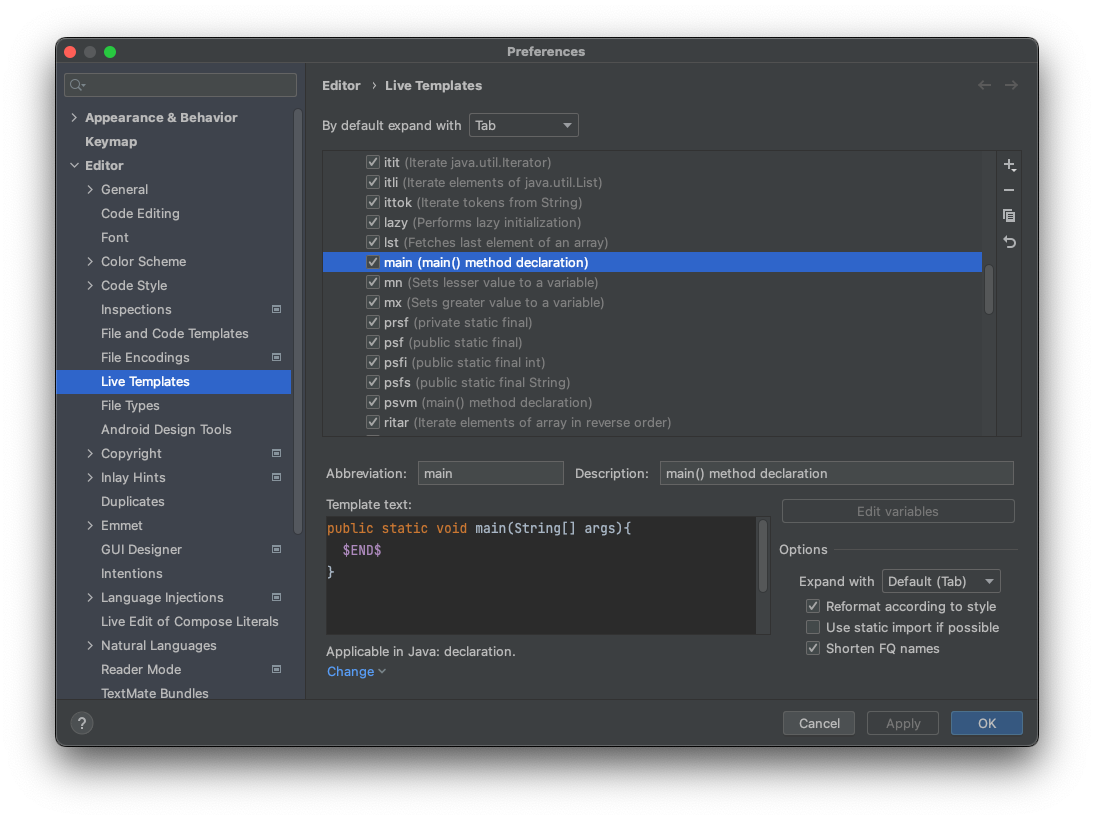 Preferences
Appearance & Behavior
Keymap
Editor
General
Code Editing
Font
Color Scheme
Code Style
Inspections
File and Code Templates
File Encodings
Live Templates
File Types
Android Design Tools
Copyright
Inlay Hints
Duplicates
Emmet
GUI Designer
Intentions
Language Injections
Live Edit of Compose Literals
Natural Languages
Reader Mode
TextMate Bundles
Editor › Live Templates
By default expand with Tab
itit (Iterate java.util.Iterator)
itli (Iterate elements of java.util.List)
ittok (Iterate tokens from String)
lazy (Performs lazy initialization)
lst (Fetches last element of an array)
main (main() method declaration)
mn (Sets lesser value to a variable)
mx (Sets greater value to a variable)
prsf (private static final)
psf (public static final)
psfi (public static final int)
psfs (public static final String)
psvm (main() method declaration)
ritar (Iterate elements of array in reverse order)
Abbreviation: main Description: main() method declaration
Template text:
public static void main(String[] args){
$END$
}
Applicable in Java: declaration.
Change
Edit variables
Options
Expand with Default (Tab)
Reformat according to style
Use static import if possible
Shorten FQ names
? Cancel Apply OK